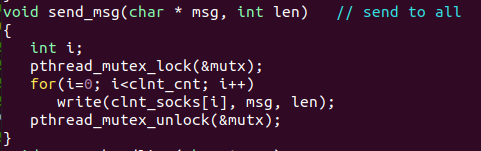 void send_msg(char * msg, int len)   // send to all
{
    int i;
    pthread_mutex_lock(&mutx);
    for(i=0; i<clnt_cnt; i++)
        write(clnt_socks[i], msg, len);
    pthread_mutex_unlock(&mutx);
}